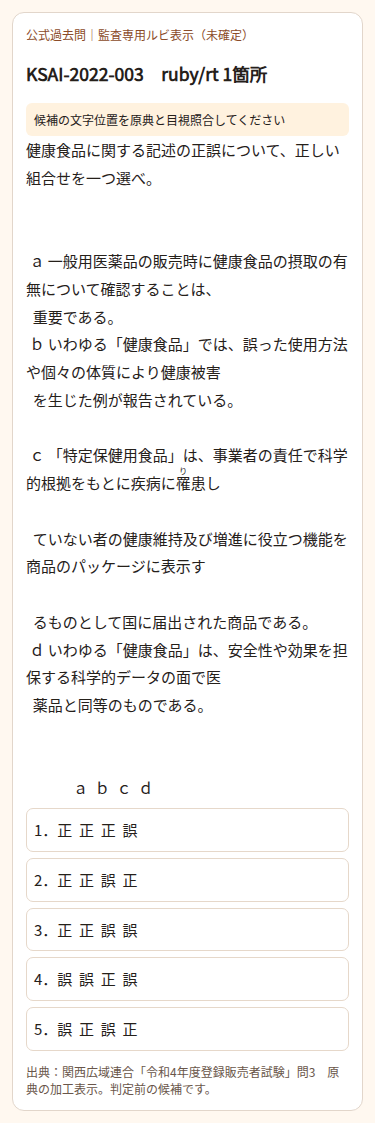 公式過去問｜監査専用ルビ表示（未確定）
KSAI-2022-003　ruby/rt 1箇所
候補の文字位置を原典と目視照合してください
健康食品に関する記述の正誤について、正しい
組合せを一つ選べ。
ａ 一般用医薬品の販売時に健康食品の摂取の有
無について確認することは、
重要である。
ｂ いわゆる「健康食品」では、誤った使用方法
や個々の体質により健康被害
を生じた例が報告されている。
ｃ 「特定保健用食品」は、事業者の責任で科学
り
的根拠をもとに疾病に罹患し
ていない者の健康維持及び増進に役立つ機能を
商品のパッケージに表示す
るものとして国に届出された商品である。
ｄ いわゆる「健康食品」は、安全性や効果を担
保する科学的データの面で医
薬品と同等のものである。
ａ ｂ ｃ ｄ
1．正 正 正 誤
2．正 正 誤 正
3．正 正 誤 誤
4．誤 誤 正 誤
5．誤 正 誤 正
出典：関西広域連合「令和4年度登録販売者試験」問3　原
典の加工表示。判定前の候補です。